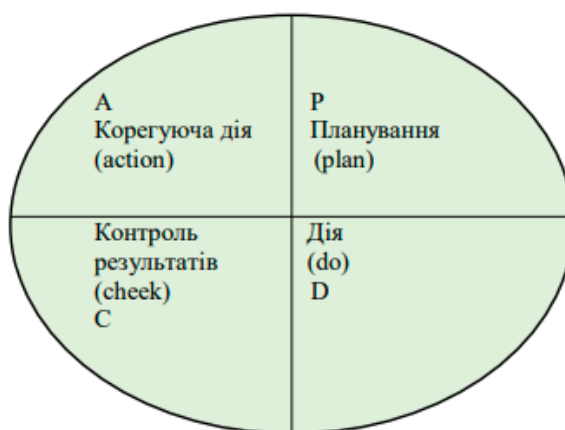 A
Корегуюча дія
(action)
P
Планування
(plan)
Контроль
результатів
(cheek)
C
Дія
(do)
D